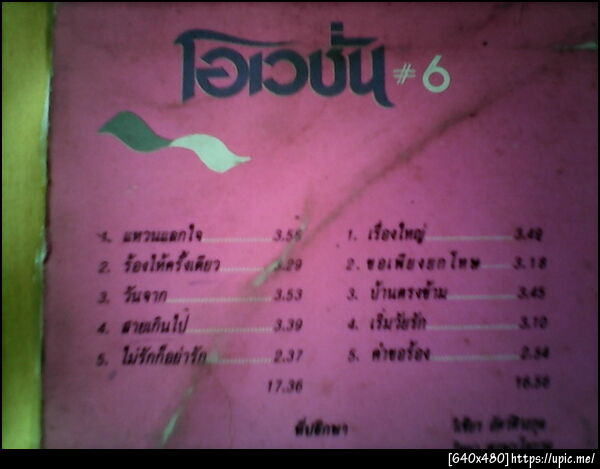 โอเวชั่น #6
1. แหวนแลกใจ 3.55
2. ร้องไห้ครั้งเดียว 3.29
3. วันจาก 3.53
4. สายเกินไป 3.39
5. ไม่รักก็อย่ารัก 2.37
17.36
1. เรื่องใหญ่ 3.49
2. ขอเพียงยกโทษ 3.18
3. บ้านตรงข้าม 3.45
4. เริ่มวัยรัก 3.10
5. คำขอร้อง 2.54
16.56
ที่ปรึกษา
วิเชียร
[640x480]https://upic.me/